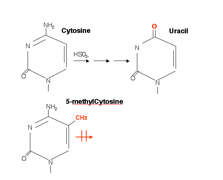 NH₂ Cytosine O Uracil
N HSO₃ N
O N O N
5-methylCytosine
NH₂
CH3
N
O N